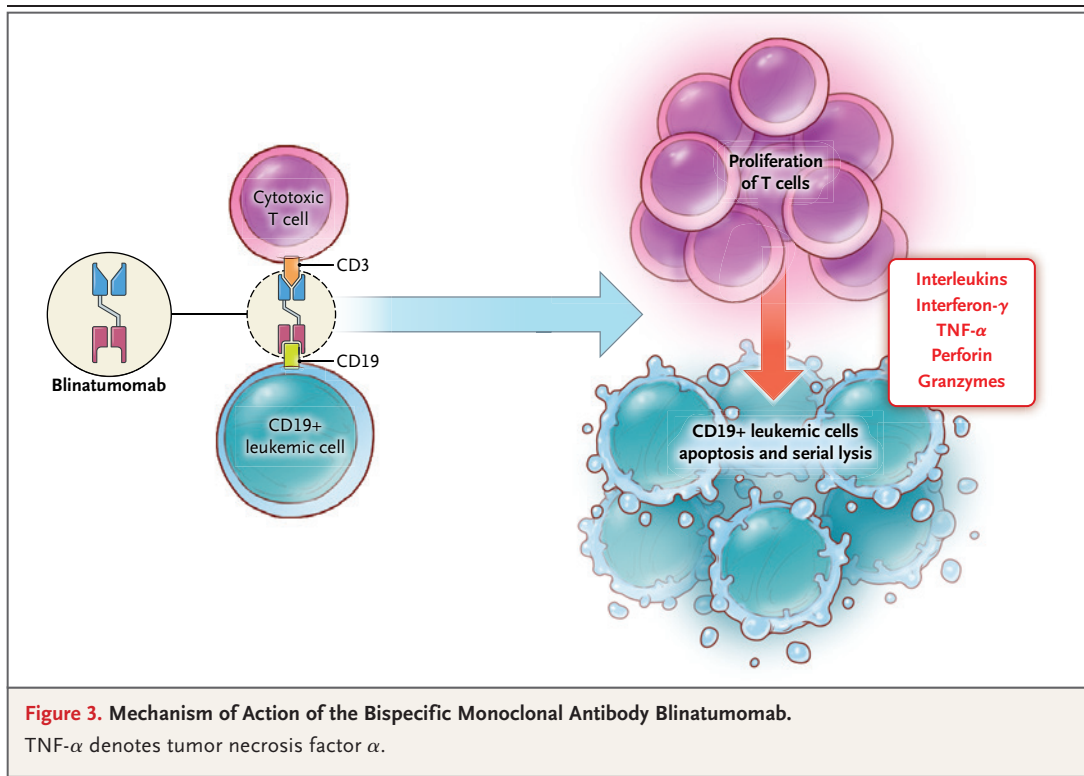 Cytotoxic
T cell
CD3
Blinatumomab
CD19
CD19+
leukemic cell
Proliferation
of T cells
Interleukins
Interferon-γ
TNF-α
Perforin
Granzymes
CD19+ leukemic cells
apoptosis and serial lysis
Figure 3. Mechanism of Action of the Bispecific Monoclonal Antibody Blinatumomab.
TNF-α denotes tumor necrosis factor α.